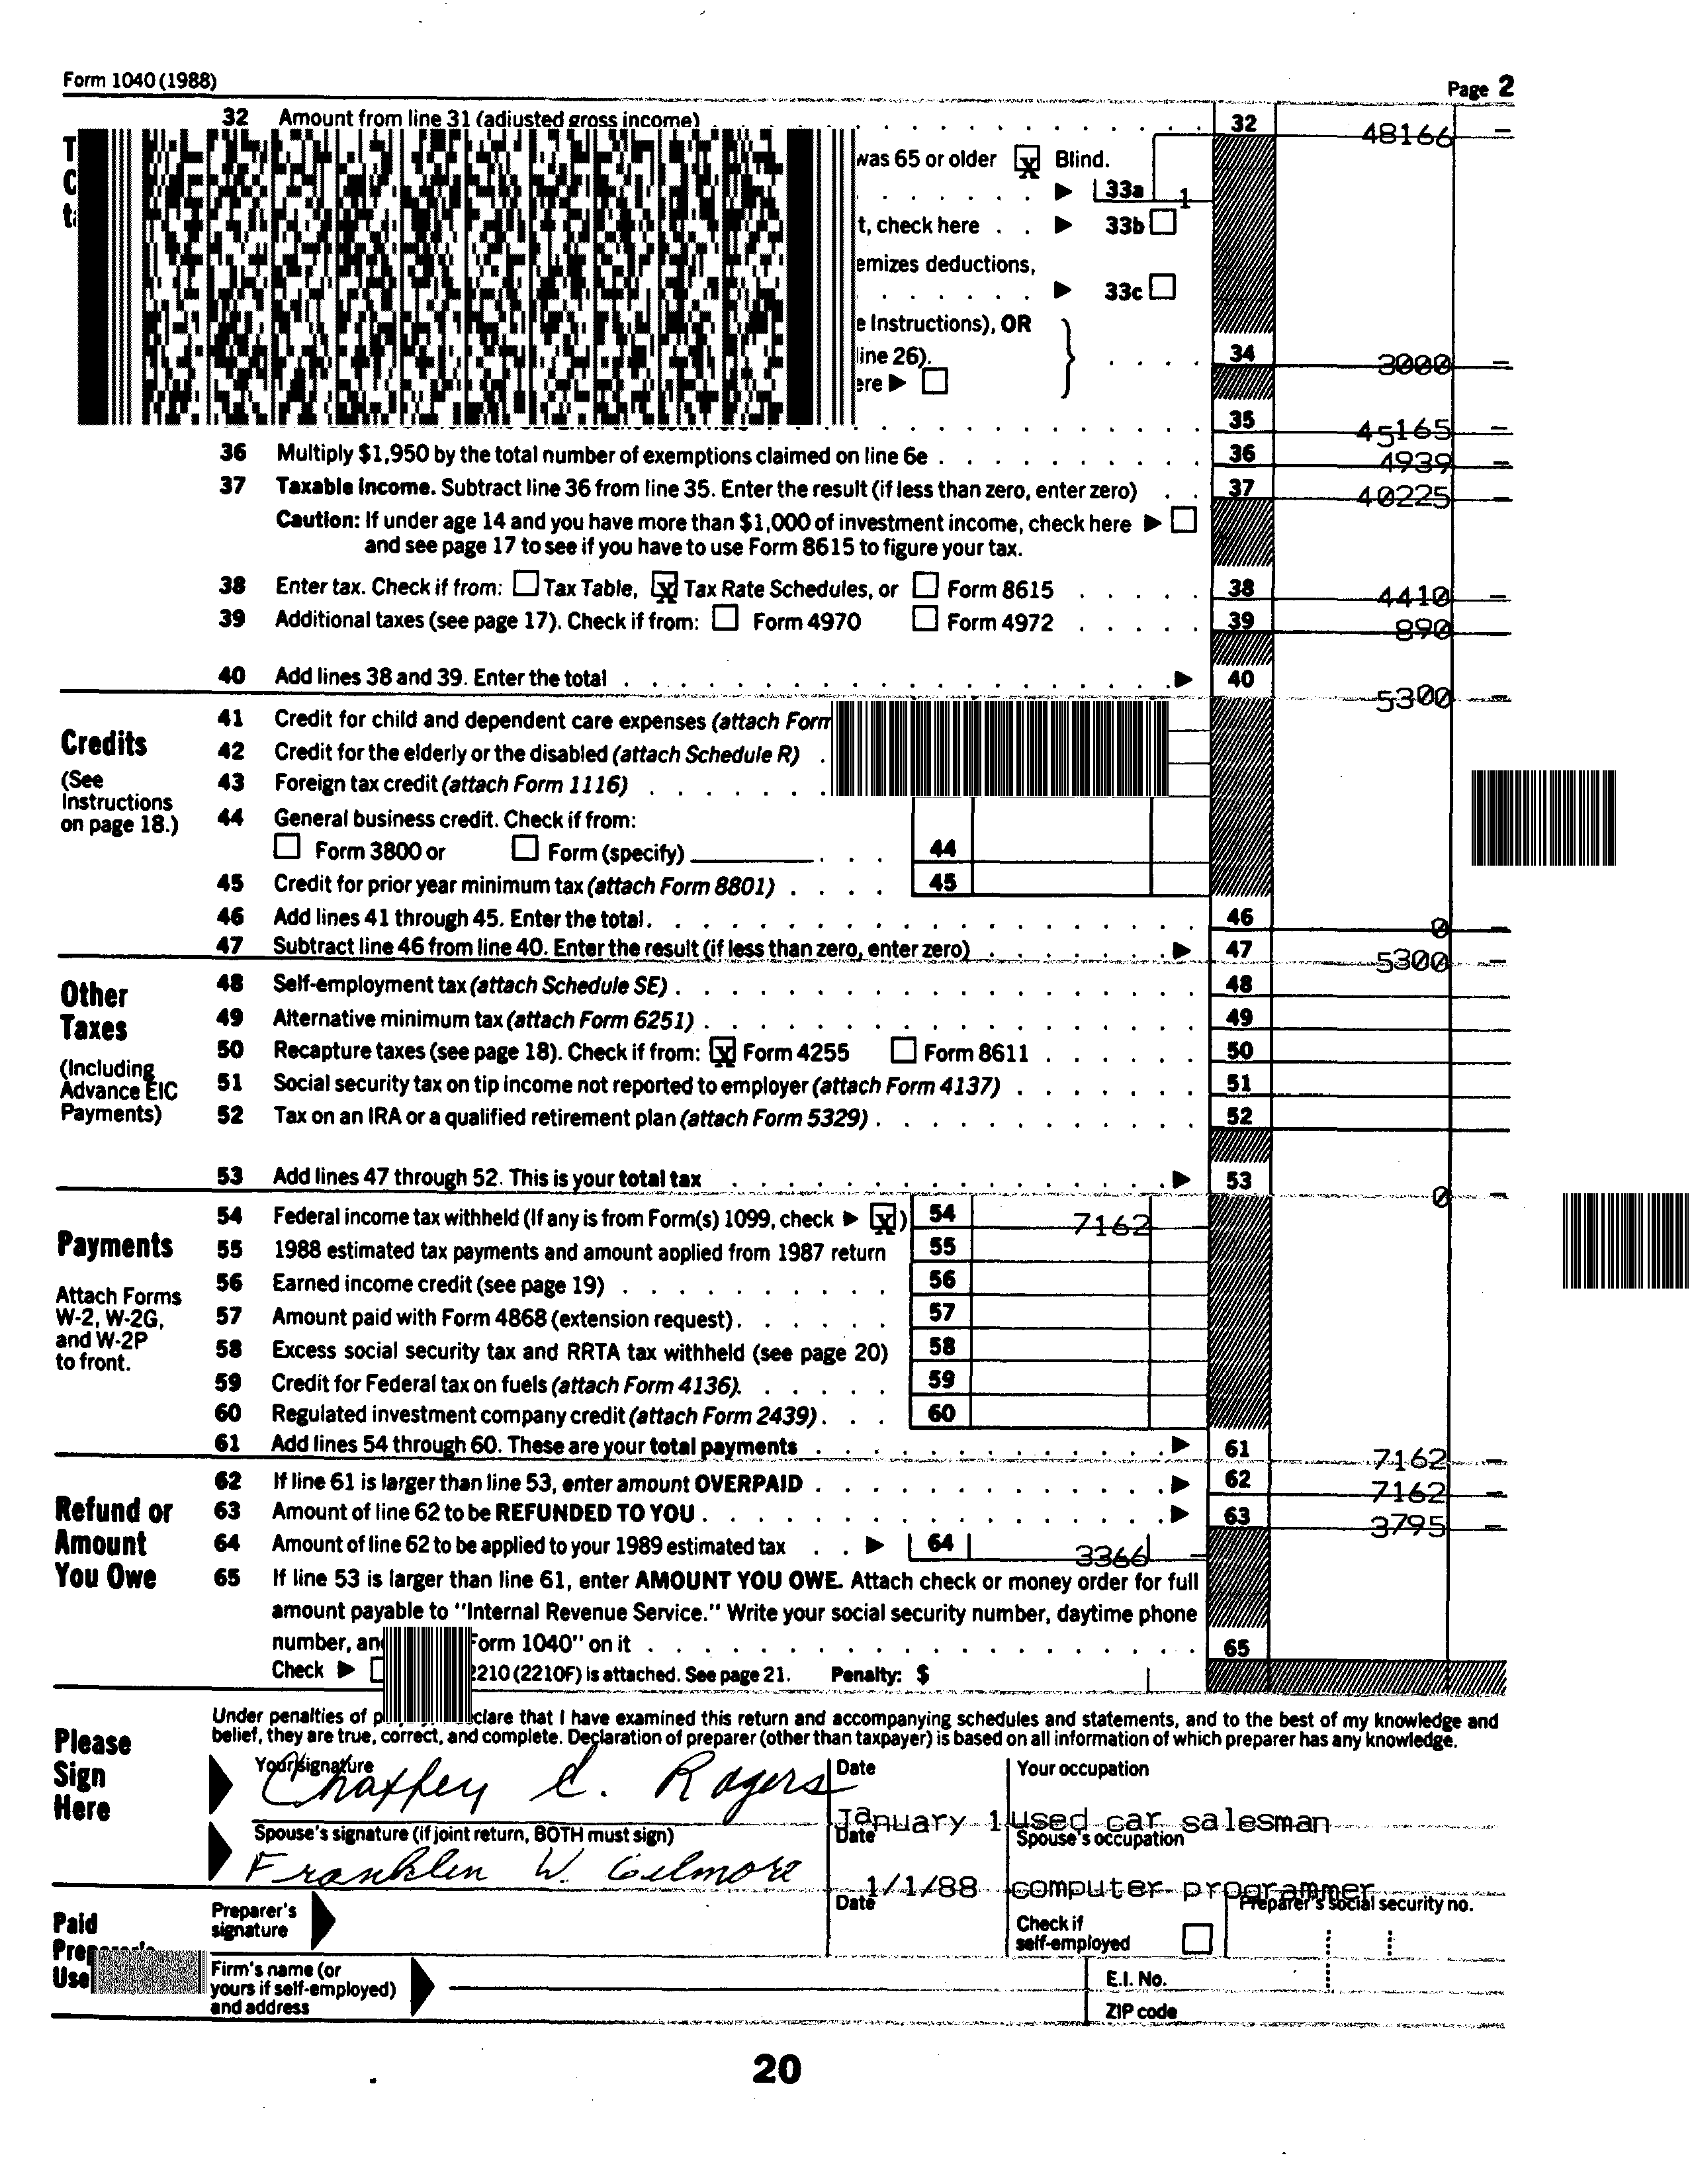 Form 1040 (1988)
Page 2
32 Amount from line 31 (adjusted gross income) 32 48166 –
was 65 or older X Blind.
33a 1
t, check here 33b
emizes deductions,
33c
e Instructions), OR
line 26).
ere
34 3000 –
35 45165 –
36 Multiply $1,950 by the total number of exemptions claimed on line 6e 36 4939 –
37 Taxable income. Subtract line 36 from line 35. Enter the result (if less than zero, enter zero) 37 40225 –
Caution: If under age 14 and you have more than $1,000 of investment income, check here
and see page 17 to see if you have to use Form 8615 to figure your tax.
38 Enter tax. Check if from: Tax Table, X Tax Rate Schedules, or Form 8615 38 4410 –
39 Additional taxes (see page 17). Check if from: Form 4970 Form 4972 39 890 –
40 Add lines 38 and 39. Enter the total 40 5300 –
Credits
(See
Instructions
on page 18.)
41 Credit for child and dependent care expenses (attach Form
42 Credit for the elderly or the disabled (attach Schedule R)
43 Foreign tax credit (attach Form 1116)
44 General business credit. Check if from:
Form 3800 or Form (specify) 44
45 Credit for prior year minimum tax (attach Form 8801) 45
46 Add lines 41 through 45. Enter the total 46 0 –
47 Subtract line 46 from line 40. Enter the result (if less than zero, enter zero) 47 5300 –
Other
Taxes
(Including
Advance EIC
Payments)
48 Self-employment tax (attach Schedule SE) 48
49 Alternative minimum tax (attach Form 6251) 49
50 Recapture taxes (see page 18). Check if from: X Form 4255 Form 8611 50
51 Social security tax on tip income not reported to employer (attach Form 4137) 51
52 Tax on an IRA or a qualified retirement plan (attach Form 5329) 52
53 Add lines 47 through 52. This is your total tax 53 0 –
Payments
Attach Forms
W-2, W-2G,
and W-2P
to front.
54 Federal income tax withheld (If any is from Form(s) 1099, check X ) 54 7162
55 1988 estimated tax payments and amount applied from 1987 return 55
56 Earned income credit (see page 19) 56
57 Amount paid with Form 4868 (extension request) 57
58 Excess social security tax and RRTA tax withheld (see page 20) 58
59 Credit for Federal tax on fuels (attach Form 4136) 59
60 Regulated investment company credit (attach Form 2439) 60
61 Add lines 54 through 60. These are your total payments 61 7162 –
Refund or
Amount
You Owe
62 If line 61 is larger than line 53, enter amount OVERPAID 62 7162 –
63 Amount of line 62 to be REFUNDED TO YOU 63 3795 –
64 Amount of line 62 to be applied to your 1989 estimated tax 64 3366 –
65 If line 53 is larger than line 61, enter AMOUNT YOU OWE. Attach check or money order for full
amount payable to "Internal Revenue Service." Write your social security number, daytime phone
number, an Form 1040" on it 65
Check 2210 (2210F) is attached. See page 21. Penalty: $
Please
Sign
Here
Under penalties of p clare that I have examined this return and accompanying schedules and statements, and to the best of my knowledge and
belief, they are true, correct, and complete. Declaration of preparer (other than taxpayer) is based on all information of which preparer has any knowledge.
Your signature Date Your occupation
Chaffey C. Rogers January 1 used car salesman
Spouse's signature (if joint return, BOTH must sign) Date Spouse's occupation
Franklin W. Gilmore 1/1/88 computer programmer
Paid
Preparer's
Use
Preparer's
signature
Date
Check if
self-employed
Preparer's social security no.
Firm's name (or
yours if self-employed)
and address
E.I. No.
ZIP code
20